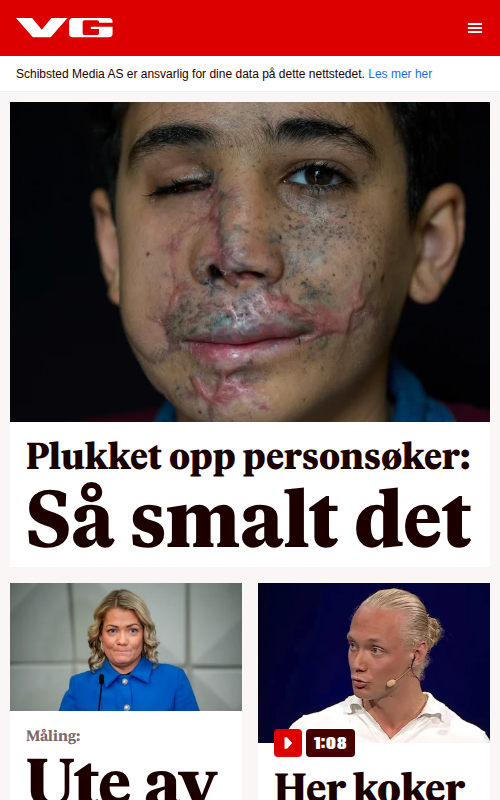 VG
Schibsted Media AS er ansvarlig for dine data på dette nettstedet. Les mer her
Plukket opp personsøker:
Så smalt det
Måling:
Ute av
1:08
Her koker